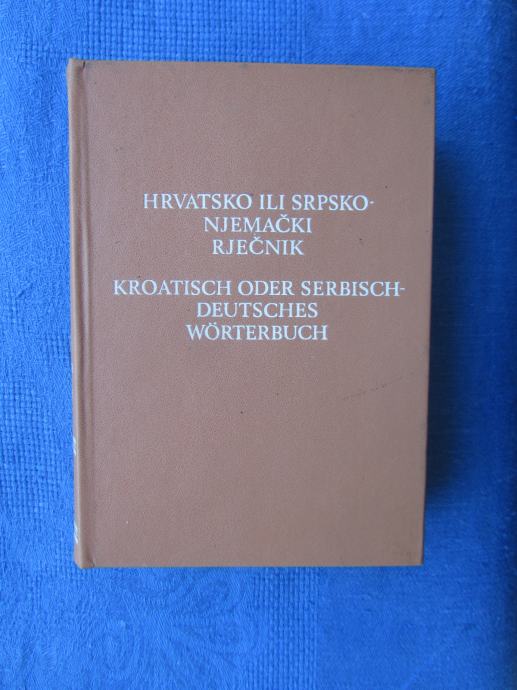 HRVATSKO ILI SRPSKO-
NJEMAČKI
RJEČNIK
KROATISCH ODER SERBISCH-
DEUTSCHES
WÖRTERBUCH